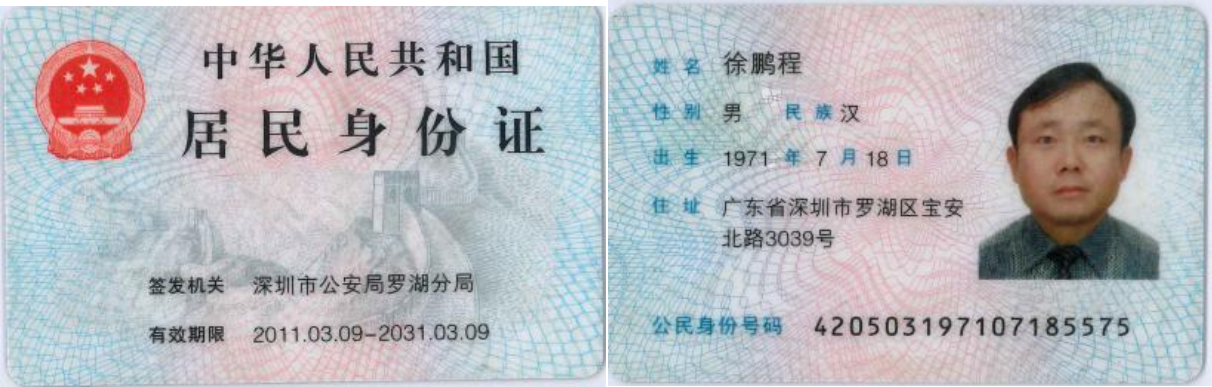 中华人民共和国
居民身份证
签发机关 深圳市公安局罗湖分局
有效期限 2011.03.09-2031.03.09
姓名 徐鹏程
性别 男 民族 汉
出生 1971 年 7 月 18 日
住址 广东省深圳市罗湖区宝安
北路3039号
公民身份号码 420503197107185575